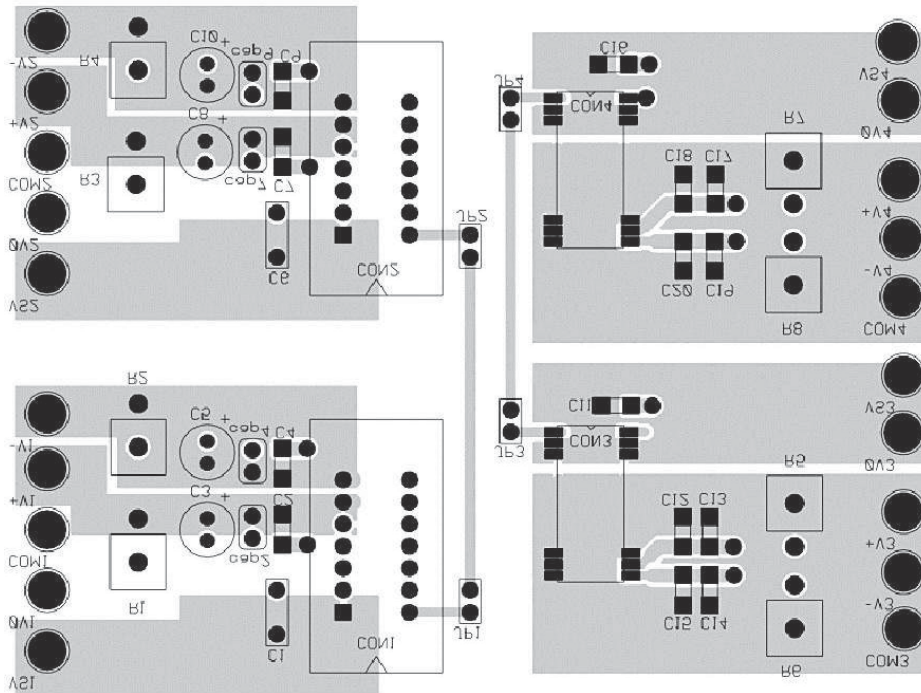 C10
+
cap9
C9
-V2
R4
+V2
C8
+
cap7
C7
COM2
R3
0V2
C6
CON2
VS2
JP2
C16
VS4
JP4
CON4
0V4
R7
C18
C17
+V4
-V4
C20
C19
R8
COM4
R2
C5
+
cap4
C4
-V1
+V1
C3
+
C2
cap2
COM1
0V1
R1
C1
CON1
JP1
VS1
C11
VS3
CON3
JP3
0V3
R5
C12
C13
+V3
-V3
C15
C14
R6
COM3